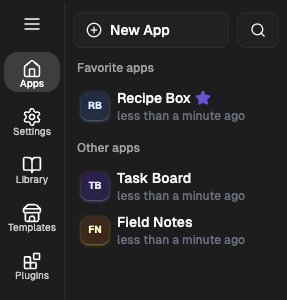 New App
Apps
Settings
Library
Templates
Plugins
Favorite apps
RB
Recipe Box
less than a minute ago
Other apps
TB
Task Board
less than a minute ago
FN
Field Notes
less than a minute ago